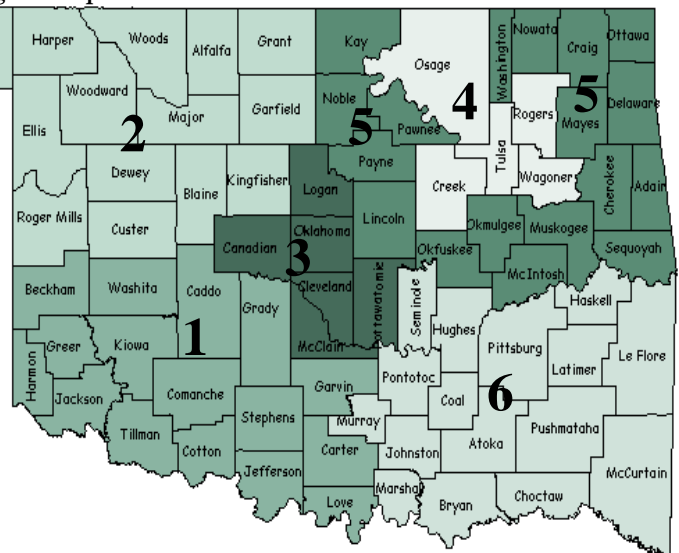 Harper
Woods
Alfalfa
Grant
Kay
Osage
Washington
Nowata
Craig
Ottawa
Woodward
Major
Garfield
Noble
Pawnee
4
Rogers
5
Mayes
Delaware
Ellis
2
5
Dewey
Blaine
Kingfisher
Logan
Payne
Creek
Tulsa
Wagoner
Cherokee
Adair
Roger Mills
Custer
Canadian
Oklahoma
3
Lincoln
Okmulgee
Muskogee
Okfuskee
Sequoyah
McIntosh
Beckham
Washita
Caddo
Grady
Cleveland
ottawatomie
Seminole
Haskell
Greer
Kiowa
1
McClain
Hughes
Pittsburg
Latimer
Le Flore
Harmon
Jackson
Comanche
Garvin
Pontotoc
Coal
6
Tillman
Cotton
Stephens
Murray
Carter
Johnston
Atoka
Pushmataha
Jefferson
Love
Marshal
Bryan
Choctaw
McCurtain